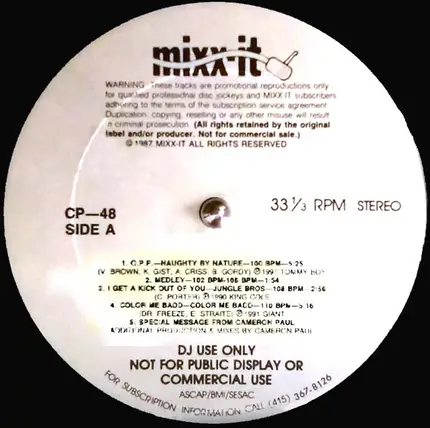 mixx-it
WARNING: These tracks are promotional reproductions only
for qualified professional disc jockeys and MIXX-IT subscribers
adhering to the terms of the subscription service agreement.
Duplication, copying, reselling or any other misuse will result
in criminal prosecution. (All rights retained by the original
label and/or producer. Not for commercial sale.)
© 1987 MIXX-IT ALL RIGHTS RESERVED
CP—48
SIDE A
33 1/3 RPM STEREO
1. O.P.P.—NAUGHTY BY NATURE—100 BPM—5:25
(V. BROWN, K. GIST, A. CRISS, B. GORDY) ℗ 1991 TOMMY BOY
2. MEDLEY—102 BPM-106 BPM—1:54
3. I GET A KICK OUT OF YOU—JUNGLE BROS—108 BPM—2:56
(C. PORTER) ℗ 1990 KING COLE
4. COLOR ME BADD—COLOR ME BADD—110 BPM—5:16
(DR. FREEZE, E. STRAITE) ℗ 1991 GIANT
5. SPECIAL MESSAGE FROM CAMERON PAUL
ADDITIONAL PRODUCTION & MIXES BY CAMERON PAUL
DJ USE ONLY
NOT FOR PUBLIC DISPLAY OR
COMMERCIAL USE
ASCAP/BMI/SESAC
FOR SUBSCRIPTION INFORMATION CALL (415) 367-8126